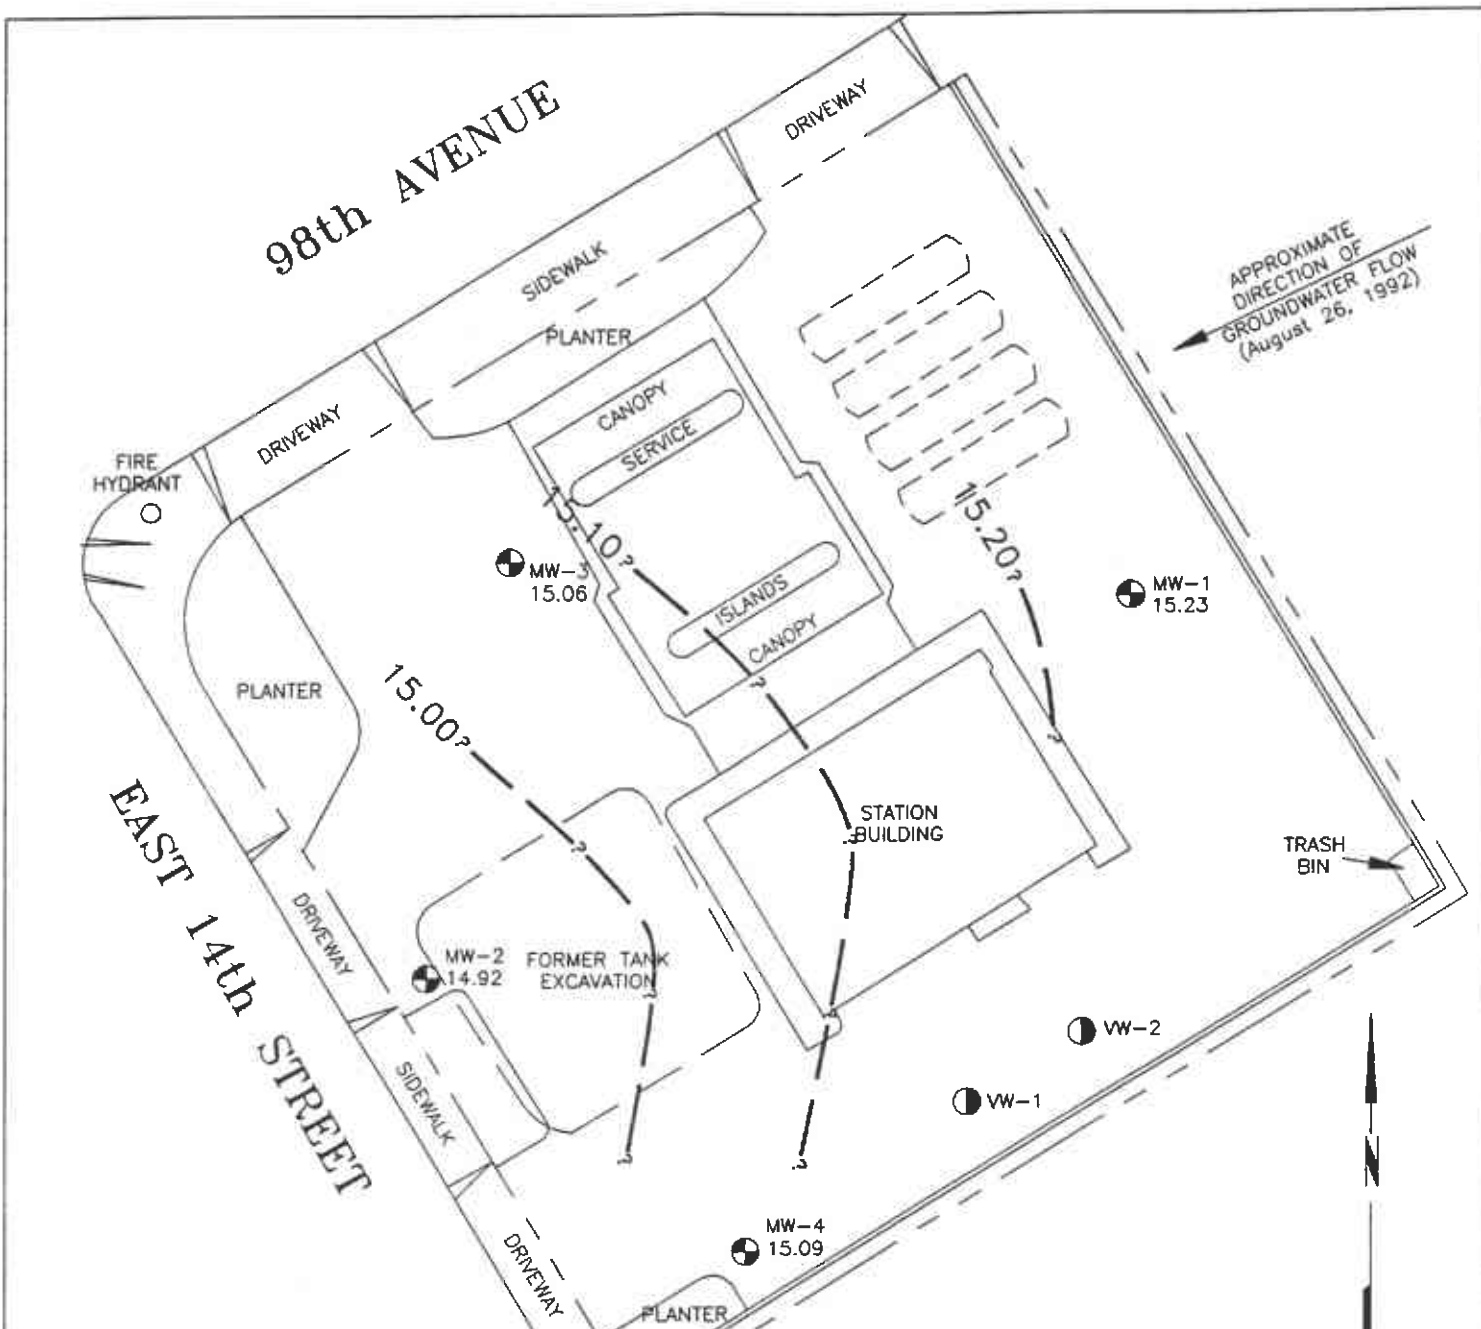 98th AVENUE
DRIVEWAY
SIDEWALK
PLANTER
APPROXIMATE
DIRECTION OF
GROUNDWATER FLOW
(August 26, 1992)
DRIVEWAY
CANOPY
SERVICE
FIRE
HYDRANT
15.10?
15.20?
MW-3
15.06
ISLANDS
CANOPY
MW-1
15.23
PLANTER
15.00?
?
?
EAST 14th STREET
STATION
BUILDING
?
?
TRASH
BIN
DRIVEWAY
MW-2
14.92
FORMER TANK
EXCAVATION
?
?
VW-2
SIDEWALK
VW-1
N
?
?
MW-4
15.09
DRIVEWAY
PLANTER